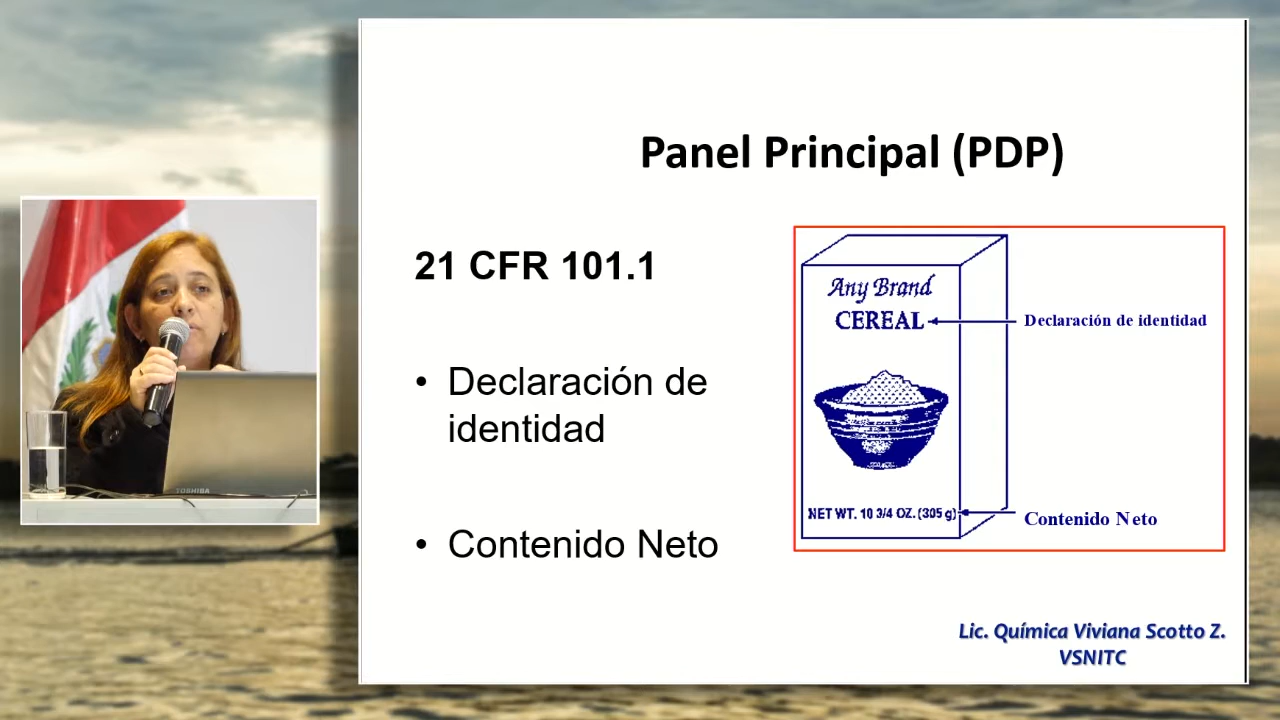 Panel Principal (PDP)
21 CFR 101.1
• Declaración de
identidad
• Contenido Neto
Any Brand
CEREAL
Declaración de identidad
NET WT. 10 3/4 OZ. (305 g)
Contenido Neto
Lic. Química Viviana Scotto Z.
VSNITC
TOSHIBA